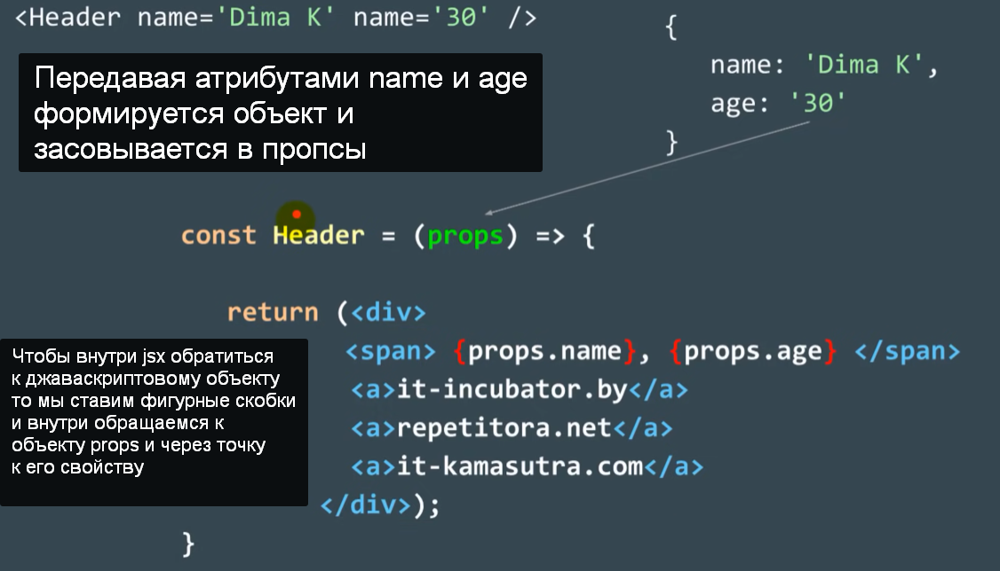 <Header name='Dima K' name='30' />
{
name: 'Dima K',
age: '30'
}
Передавая атрибутами name и age
формируется объект и
засовывается в пропсы
const Header = (props) => {
return (<div>
<span> {props.name}, {props.age} </span>
<a>it-incubator.by</a>
<a>repetitora.net</a>
<a>it-kamasutra.com</a>
</div>);
}
Чтобы внутри jsx обратиться
к джаваскриптовому объекту
то мы ставим фигурные скобки
и внутри обращаемся к
объекту props и через точку
к его свойству